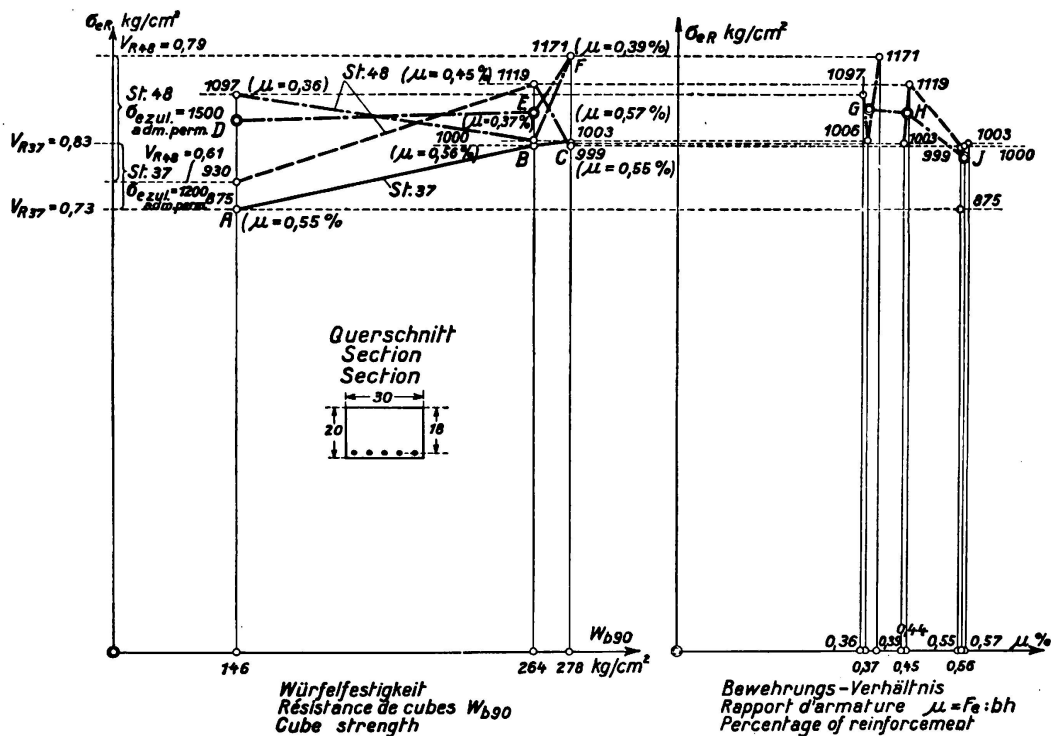 σeR kg/cm²
VR48=0,79
1171 (μ=0,39%)
F
St.48
(μ=0,45%)
1119
1097 (μ=0,36)
St. 48
σe zul. =1500
adm. perm.
D
E
(μ=0,37%)
(μ=0,57%)
VR37=0,83
1000
1003
(μ=0,56%)
B
C
999
(μ=0,55%)
VR48=0,61
St. 37
930
σe zul. =1200
adm. perm.
875
St.37
VR37=0,73
A
(μ=0,55%
Querschnitt
Section
Section
30
20
18
Wb90
146
264
278
kg/cm²
Würfelfestigkeit
Résistance de cubes Wb90
Cube strength
σeR kg/cm²
1171
1119
1097
G
H
1006
1003
1003
999
J
1000
875
0,36
0,37
0,39
0,44
0,45
0,55
0,56
0,57
μ%
Bewehrungs-Verhältnis
Rapport d'armature μ=Fe:bh
Percentage of reinforcement